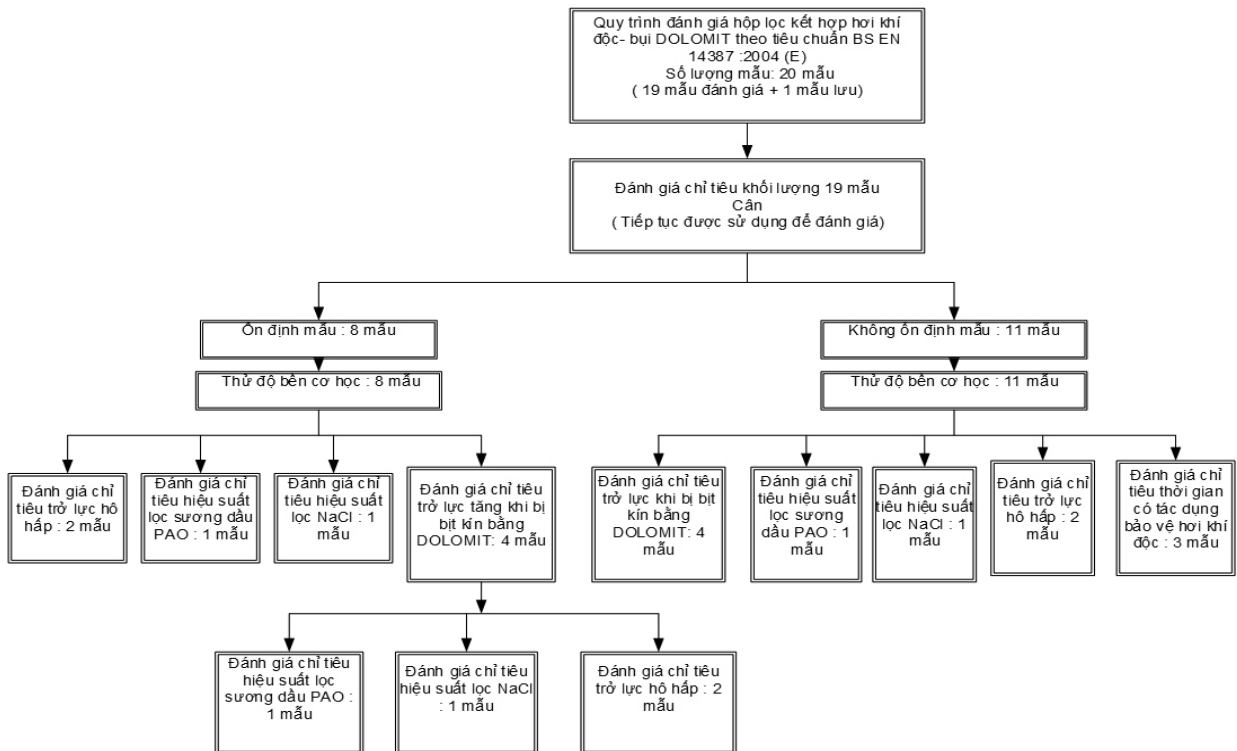 Quy trình đánh giá hộp lọc kết hợp hơi khí
độc- bụi DOLOMIT theo tiêu chuẩn BS EN
14387 :2004 (E)
Số lượng mẫu: 20 mẫu
( 19 mẫu đánh giá + 1 mẫu lưu)
Đánh giá chỉ tiêu khối lượng 19 mẫu
Cân
( Tiếp tục được sử dụng để đánh giá)
Ổn định mẫu : 8 mẫu
Không ổn định mẫu : 11 mẫu
Thử độ bền cơ học : 8 mẫu
Thử độ bền cơ học : 11 mẫu
Đánh giá chỉ
tiêu trở lực hô
hấp : 2 mẫu
Đánh giá chỉ
tiêu hiệu suất
lọc sương dầu
PAO : 1 mẫu
Đánh giá chỉ
tiêu hiệu suất
lọc NaCl : 1
mẫu
Đánh giá chỉ tiêu
trở lực tăng khi bị
bịt kín bằng
DOLOMIT: 4 mẫu
Đánh giá chỉ tiêu
trở lực khi bị bịt
kín bằng
DOLOMIT: 4
mẫu
Đánh giá chỉ
tiêu hiệu suất
lọc sương
dầu PAO : 1
mẫu
Đánh giá chỉ
tiêu hiệu suất
lọc NaCl : 1
mẫu
Đánh giá chỉ
tiêu trở lực
hô hấp : 2
mẫu
Đánh giá chỉ
tiêu thời gian
có tác dụng
bảo vệ hơi khí
độc : 3 mẫu
Đánh giá chỉ tiêu
hiệu suất lọc
sương dầu PAO :
1 mẫu
Đánh giá chỉ tiêu
hiệu suất lọc NaCl
: 1 mẫu
Đánh giá chỉ tiêu
trở lực hô hấp : 2
mẫu